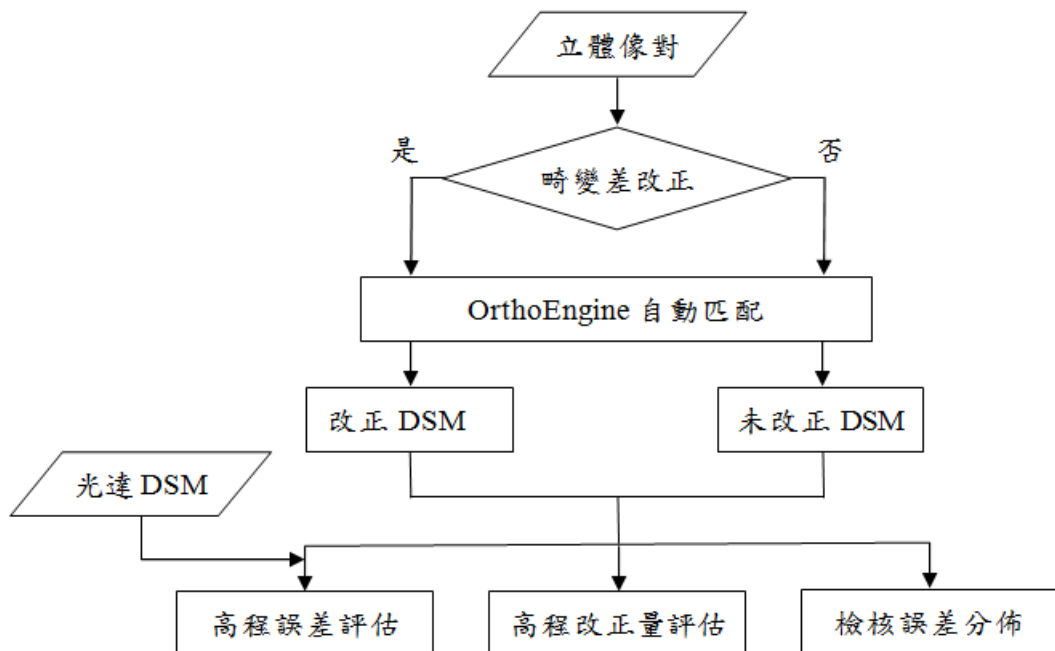 立體像對
是
否
畸變差改正
OrthoEngine 自動匹配
改正 DSM
未改正 DSM
光達 DSM
高程誤差評估
高程改正量評估
檢核誤差分佈